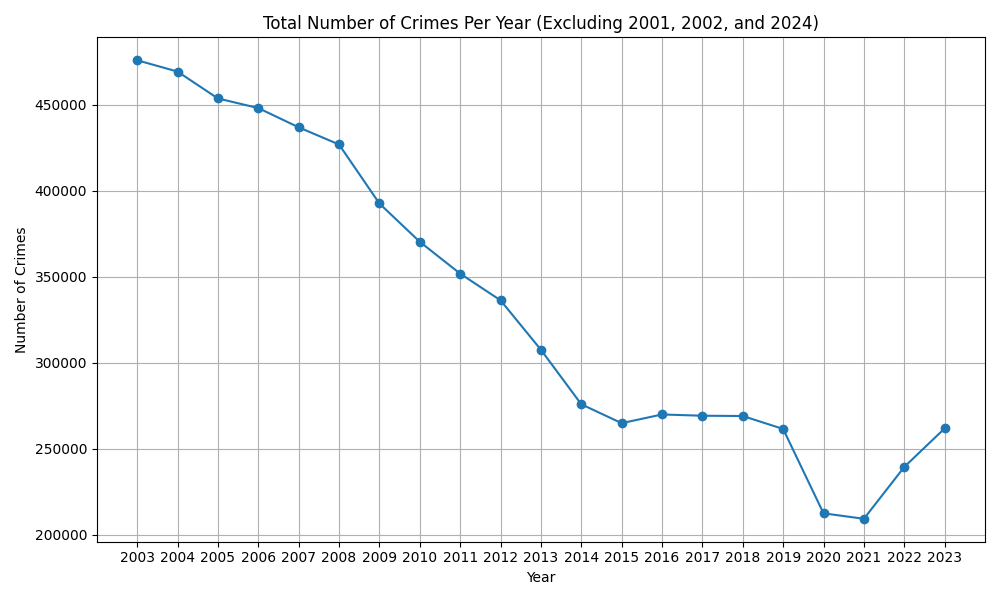 Total Number of Crimes Per Year (Excluding 2001, 2002, and 2024)
Number of Crimes
450000
400000
350000
300000
250000
200000
2003 2004 2005 2006 2007 2008 2009 2010 2011 2012 2013 2014 2015 2016 2017 2018 2019 2020 2021 2022 2023
Year